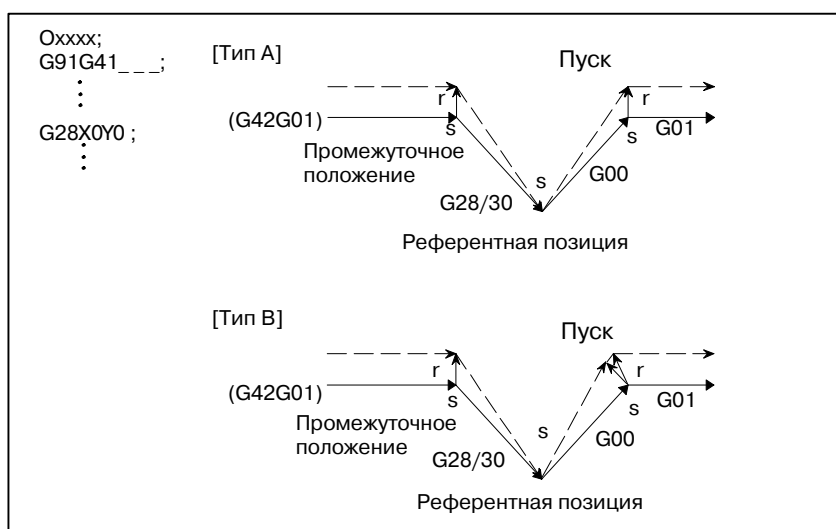 Oxxxx;
G91G41_ _ _;
G28X0Y0 ;
[Тип A]
Пуск
r
r
(G42G01)
s
s
G01
Промежуточное
положение
s
G00
G28/30
Референтная позиция
[Тип B]
Пуск
r
r
(G42G01)
s
s
G01
Промежуточное
положение
s
G00
G28/30
Референтная позиция